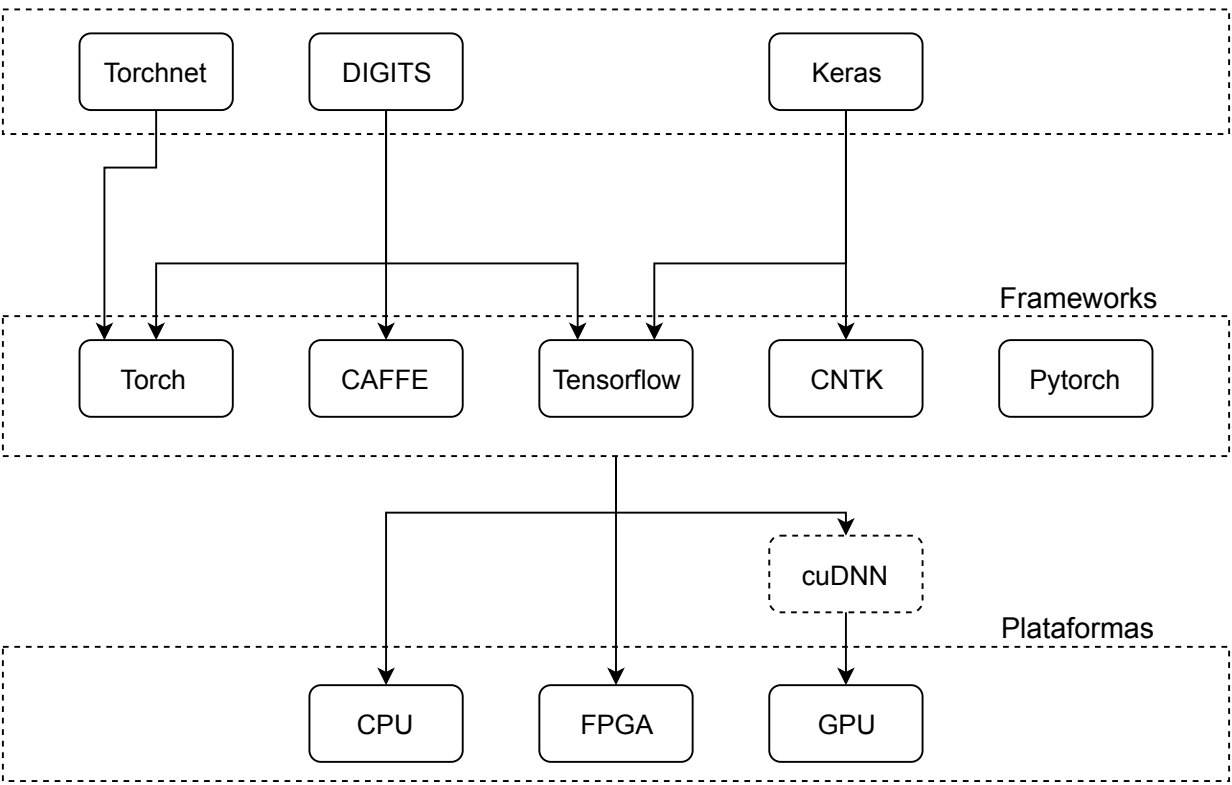 Torchnet
DIGITS
Keras
Frameworks
Torch
CAFFE
Tensorflow
CNTK
Pytorch
cuDNN
Plataformas
CPU
FPGA
GPU